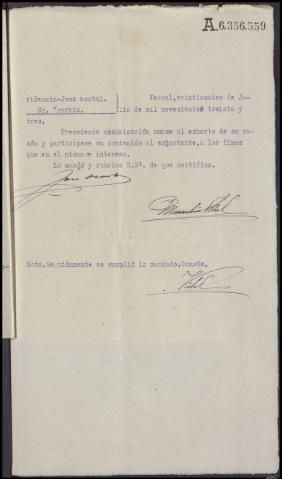 A.6.356.559
videncia-Juez acctal. } Ferrol, veinticuatro de Ju-
Sr. }lio de mil novecientos treinta y
tres.
Precedente comunicación unase al exhorto de su ra-
zón y participese su contenido al exhortante, a los fines
que en el mismo se interesa.
Lo mandó y rubrica S.Sª. de que certifico.
Nota.Seguidamente se cumplió lo mandado.Conste.
Vidal